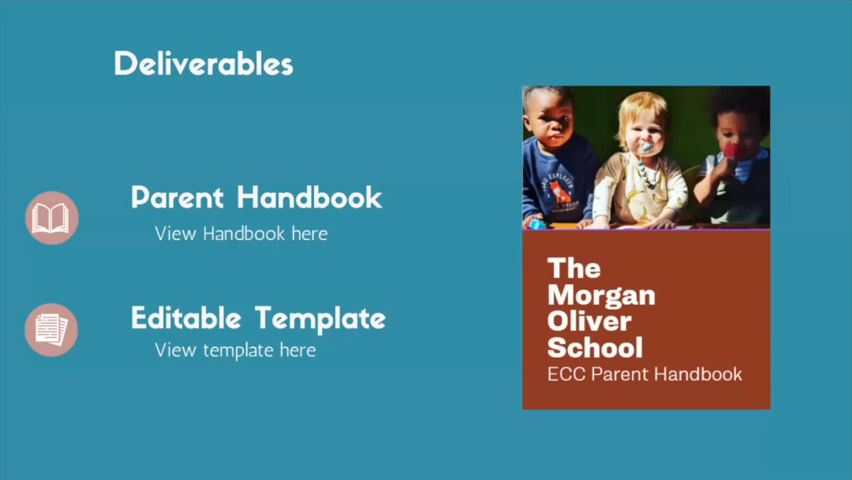 Deliverables
Parent Handbook
View Handbook here
Editable Template
View template here
The
Morgan
Oliver
School
ECC Parent Handbook